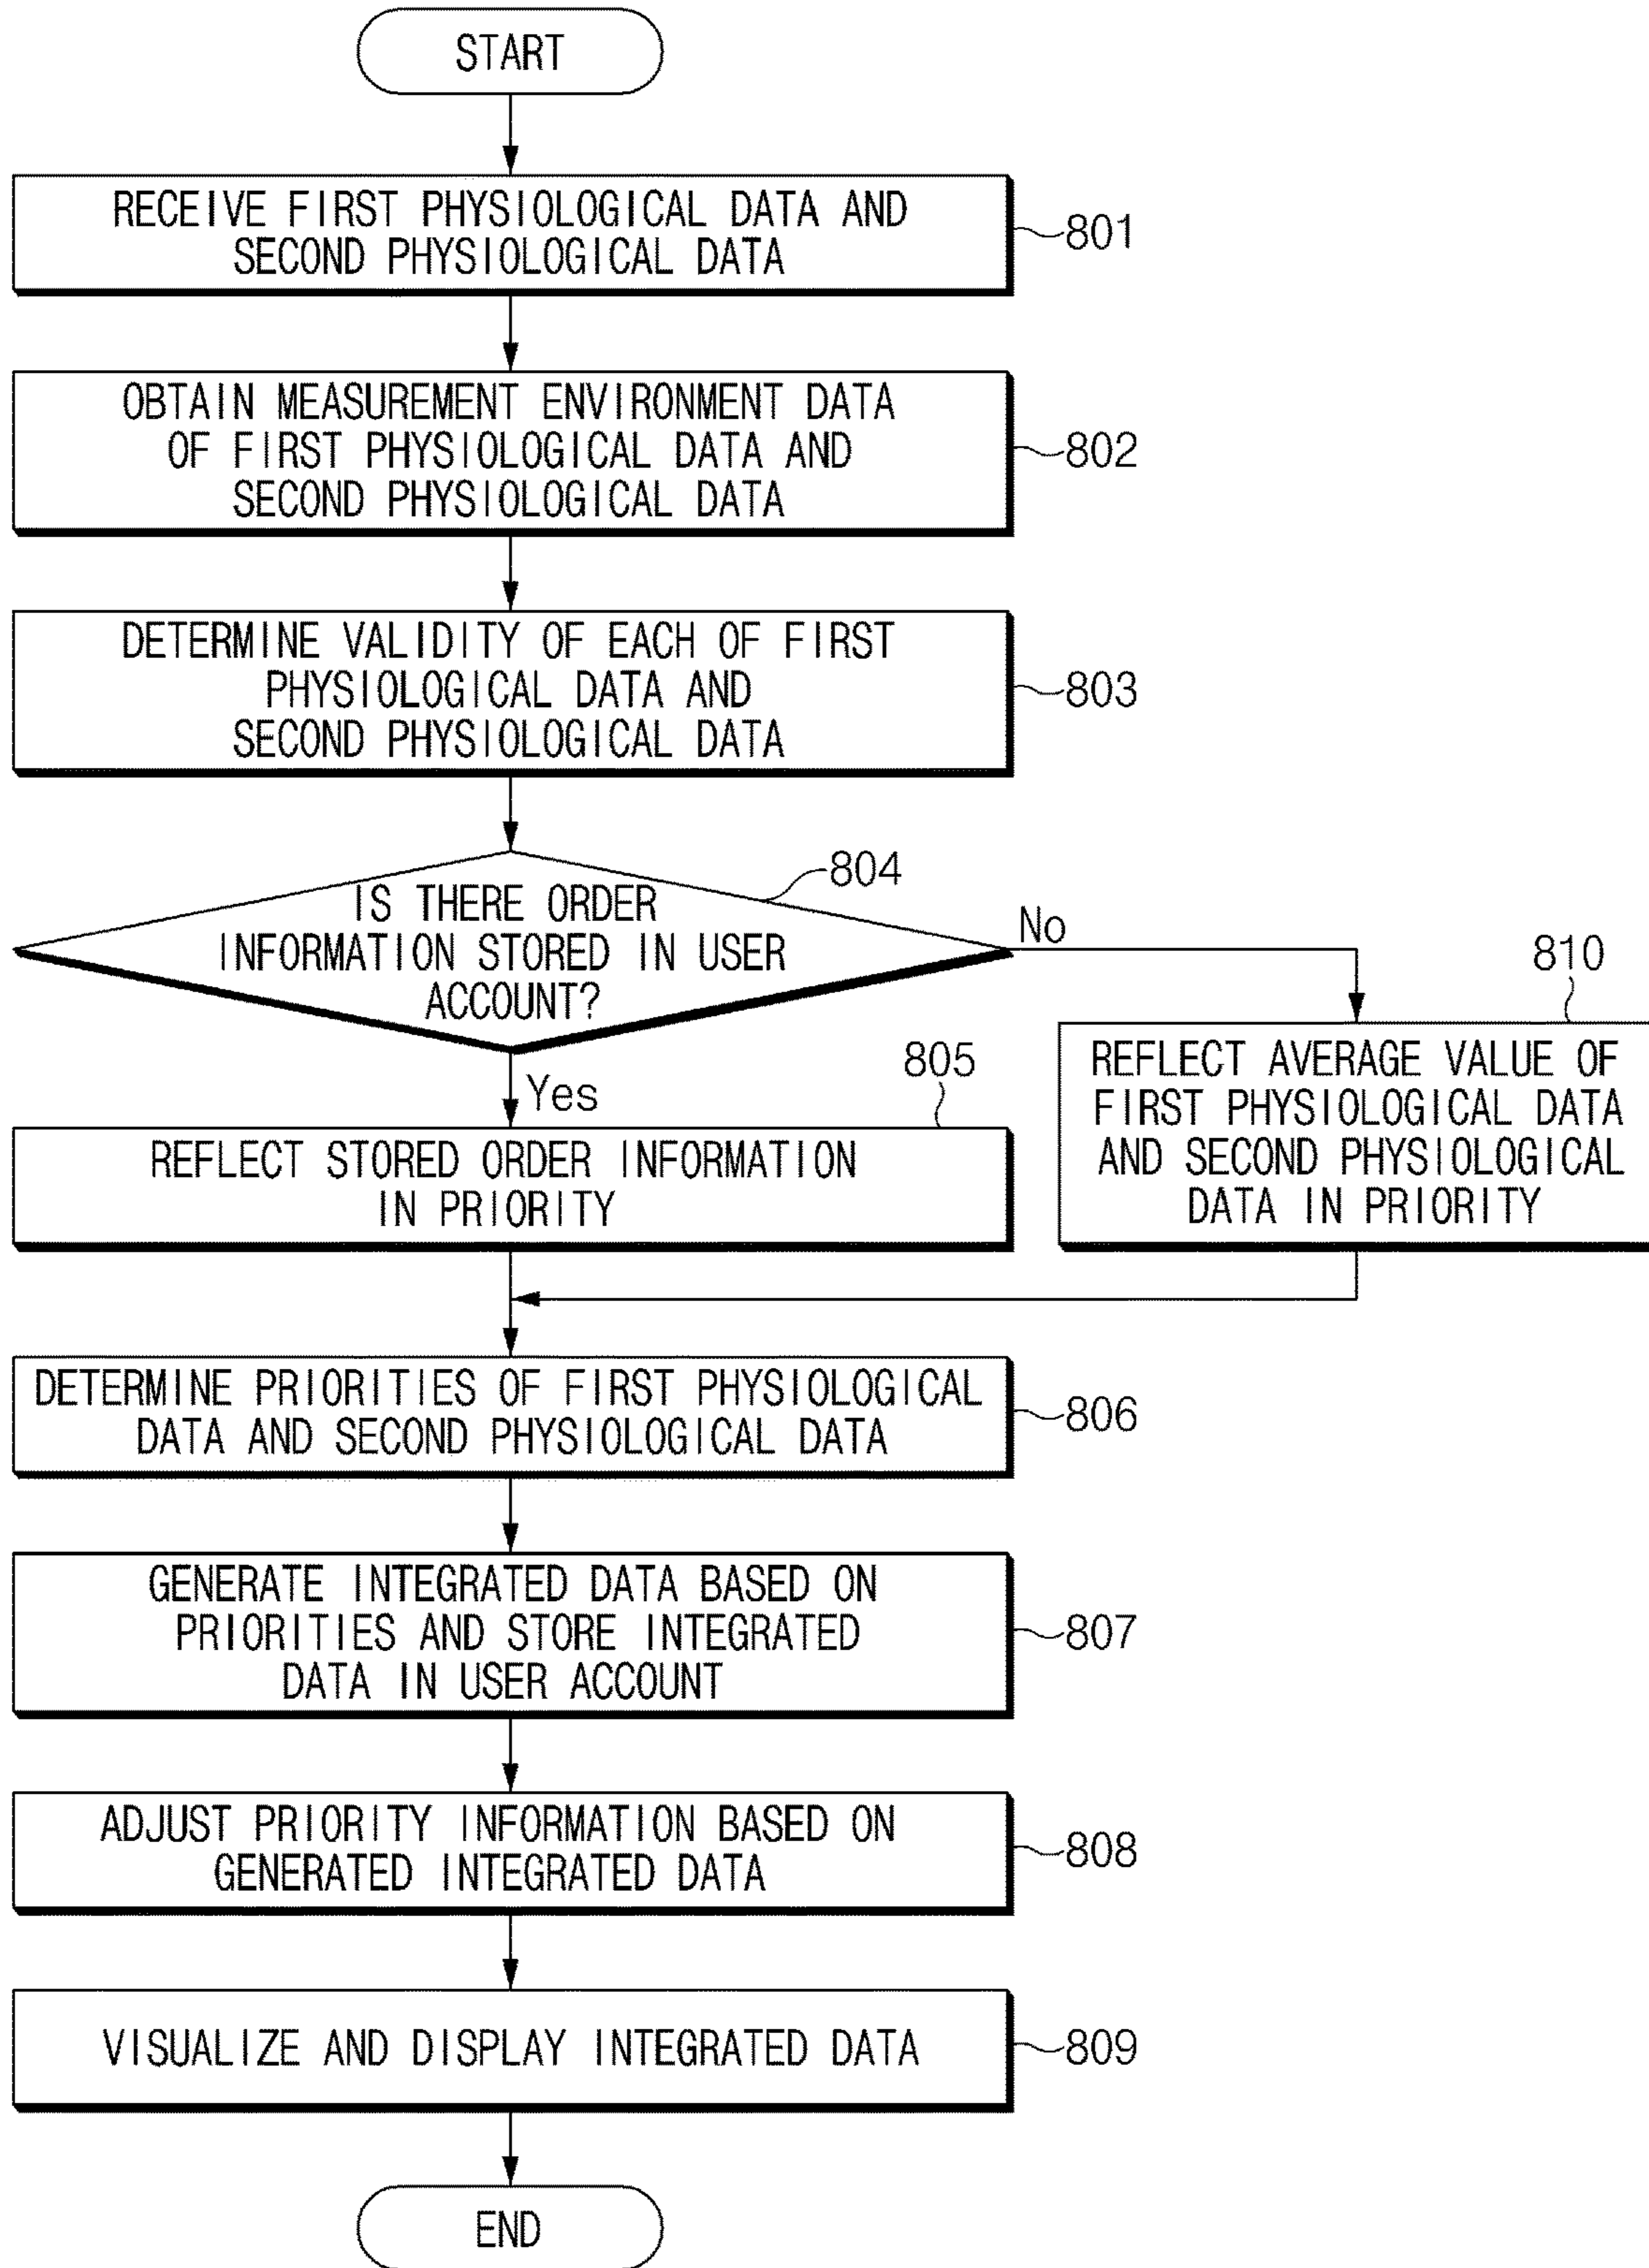 START
RECEIVE FIRST PHYSIOLOGICAL DATA AND
SECOND PHYSIOLOGICAL DATA
801
OBTAIN MEASUREMENT ENVIRONMENT DATA
OF FIRST PHYSIOLOGICAL DATA AND
SECOND PHYSIOLOGICAL DATA
802
DETERMINE VALIDITY OF EACH OF FIRST
PHYSIOLOGICAL DATA AND
SECOND PHYSIOLOGICAL DATA
803
804
IS THERE ORDER
INFORMATION STORED IN USER
ACCOUNT?
No
Yes
805
REFLECT STORED ORDER INFORMATION
IN PRIORITY
810
REFLECT AVERAGE VALUE OF
FIRST PHYSIOLOGICAL DATA
AND SECOND PHYSIOLOGICAL
DATA IN PRIORITY
DETERMINE PRIORITIES OF FIRST PHYSIOLOGICAL
DATA AND SECOND PHYSIOLOGICAL DATA
806
GENERATE INTEGRATED DATA BASED ON
PRIORITIES AND STORE INTEGRATED
DATA IN USER ACCOUNT
807
ADJUST PRIORITY INFORMATION BASED ON
GENERATED INTEGRATED DATA
808
VISUALIZE AND DISPLAY INTEGRATED DATA
809
END